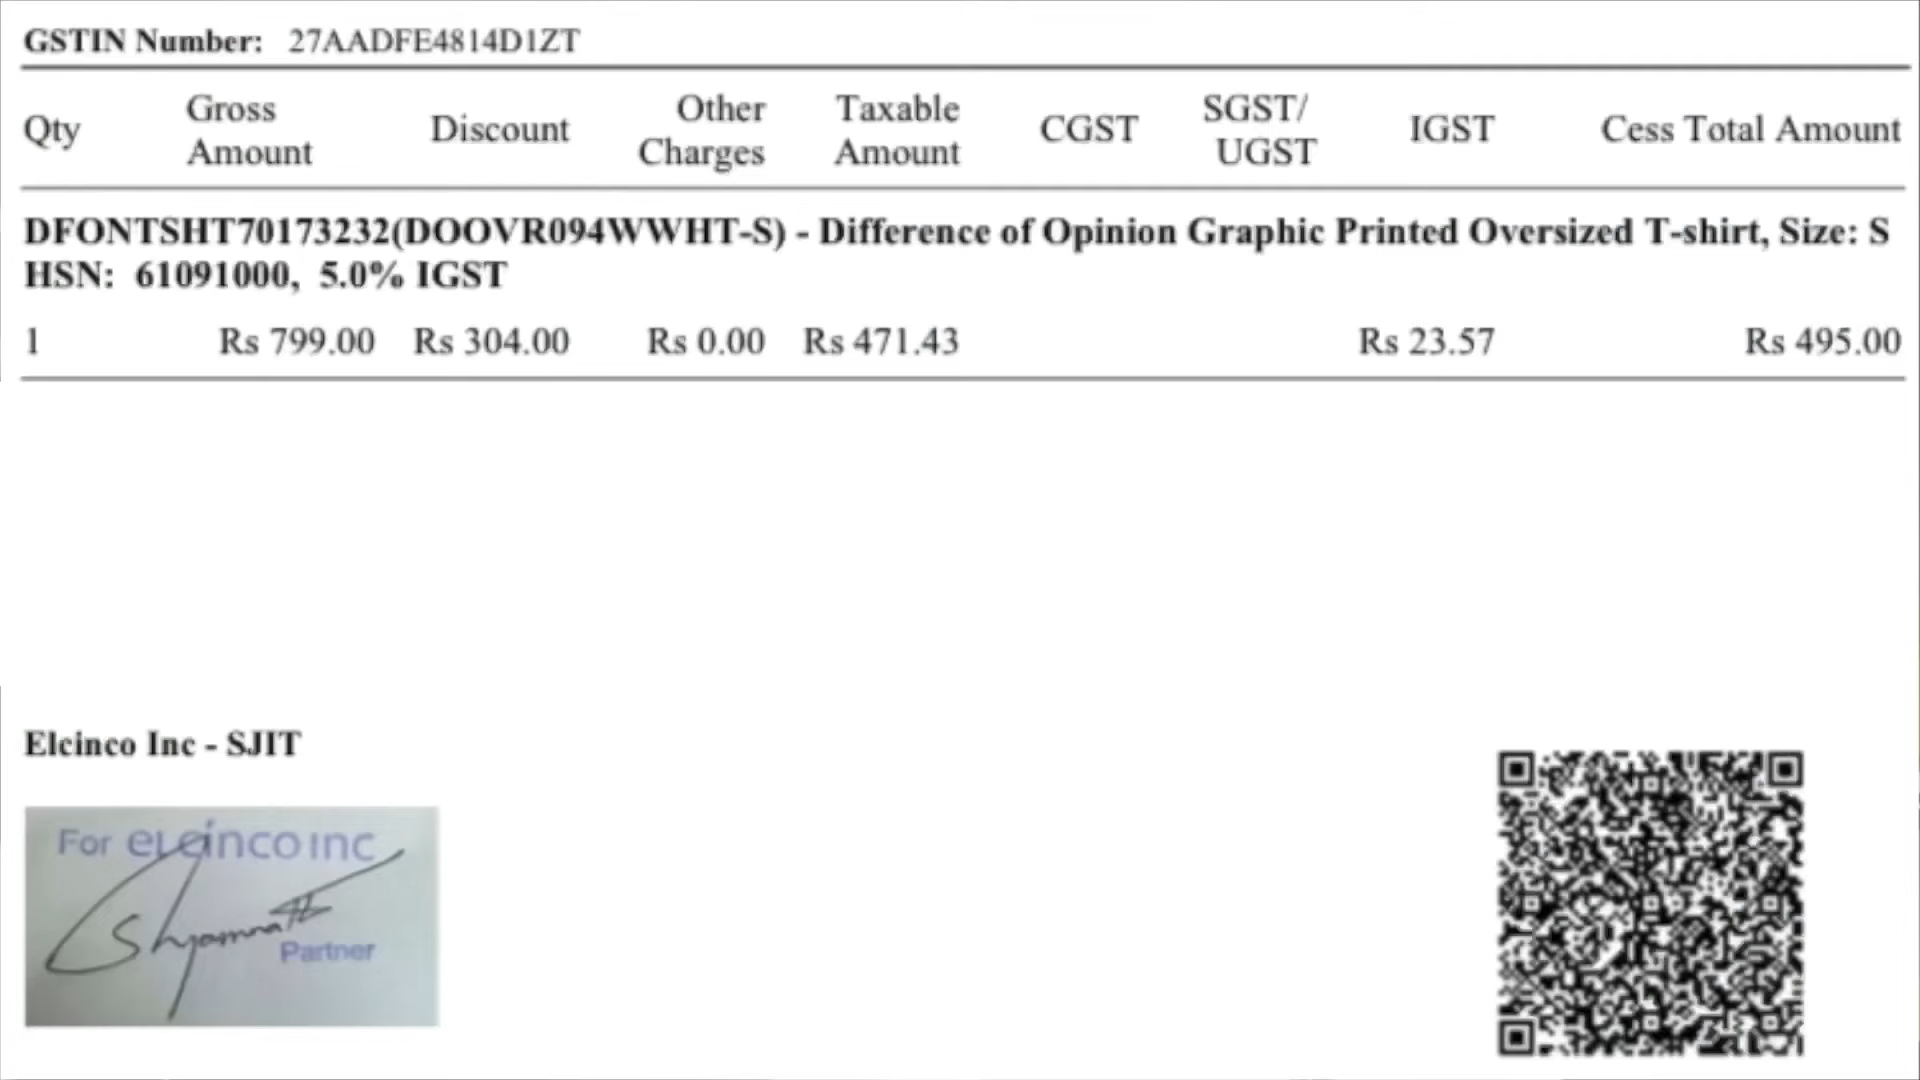 GSTIN Number: 27AADFE4814D1ZT
Qty Gross Amount Discount Other Charges Taxable Amount CGST SGST/ UGST IGST Cess Total Amount
DFONTSHT70173232(DOOVR094WWHT-S) - Difference of Opinion Graphic Printed Oversized T-shirt, Size: S
HSN: 61091000, 5.0% IGST
1 Rs 799.00 Rs 304.00 Rs 0.00 Rs 471.43 Rs 23.57 Rs 495.00
Elcinco Inc - SJIT
For elcinco inc
Partner